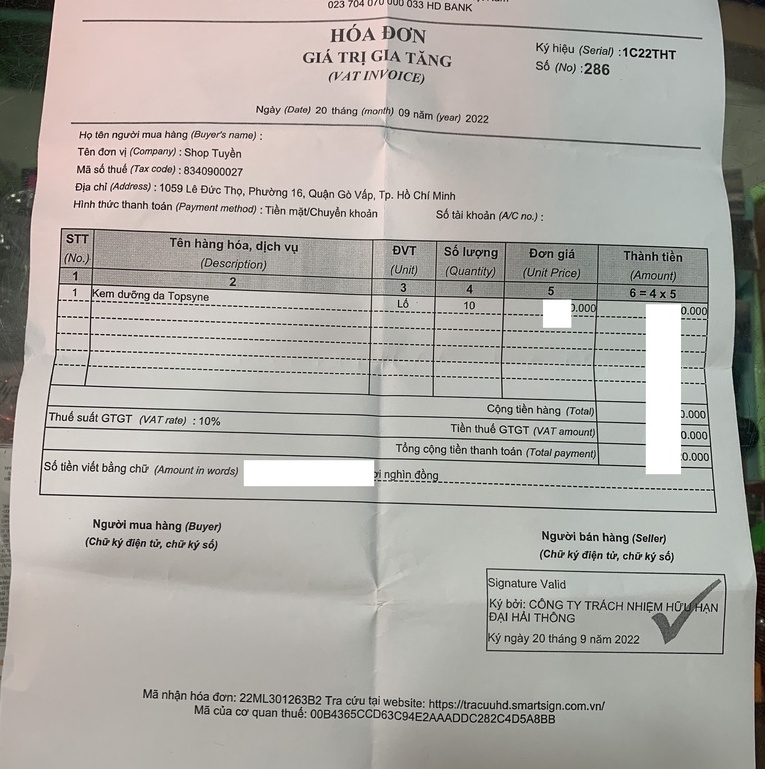 023 704 070 000 033 HD BANK
HÓA ĐƠN
GIÁ TRỊ GIA TĂNG
(VAT INVOICE)
Ký hiệu (Serial) :1C22THT
Số (No) :286
Ngày (Date) 20 tháng (month) 09 năm (year) 2022
Họ tên người mua hàng (Buyer's name) :
Tên đơn vị (Company) : Shop Tuyền
Mã số thuế (Tax code) : 8340900027
Địa chỉ (Address) : 1059 Lê Đức Thọ, Phường 16, Quận Gò Vấp, Tp. Hồ Chí Minh
Hình thức thanh toán (Payment method) : Tiền mặt/Chuyển khoản Số tài khoản (A/C no.) :
STT Tên hàng hóa, dịch vụ ĐVT Số lượng Đơn giá Thành tiền
(No.) (Description) (Unit) (Quantity) (Unit Price) (Amount)
1 2 3 4 5 6 = 4 x 5
1 Kem dưỡng da Topsyne Lố 10 0.000 0.000
Cộng tiền hàng (Total) 0.000
Thuế suất GTGT (VAT rate) : 10% Tiền thuế GTGT (VAT amount) 0.000
Tổng cộng tiền thanh toán (Total payment) 0.000
Số tiền viết bằng chữ (Amount in words) nghìn đồng
Người mua hàng (Buyer)
(Chữ ký điện tử, chữ ký số)
Người bán hàng (Seller)
(Chữ ký điện tử, chữ ký số)
Signature Valid
Ký bởi: CÔNG TY TRÁCH NHIỆM HỮU HẠN
ĐẠI HẢI THÔNG
Ký ngày 20 tháng 9 năm 2022
Mã nhận hóa đơn: 22ML301263B2 Tra cứu tại website: https://tracuuhd.smartsign.com.vn/
Mã của cơ quan thuế: 00B4365CCD63C94E2AAADDC282C4D5A8BB